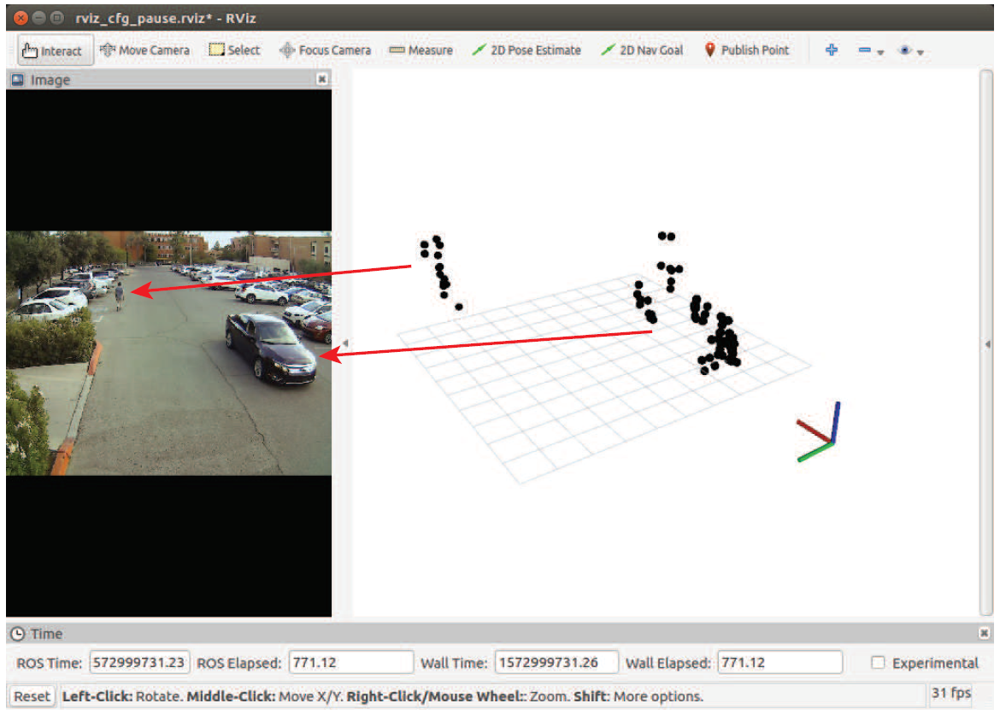 rviz_cfg_pause.rviz* - RViz
Interact Move Camera Select Focus Camera Measure 2D Pose Estimate 2D Nav Goal Publish Point
Image
Time
ROS Time: 572999731.23 ROS Elapsed: 771.12 Wall Time: 1572999731.26 Wall Elapsed: 771.12 Experimental
Reset Left-Click: Rotate. Middle-Click: Move X/Y. Right-Click/Mouse Wheel:: Zoom. Shift: More options. 31 fps